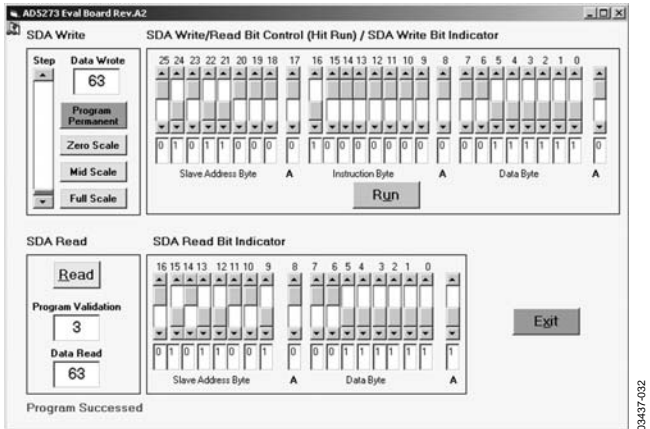 AD5273 Eval Board Rev.A2
SDA Write
SDA Write/Read Bit Control (Hit Run) / SDA Write Bit Indicator
Step
Data Wrote
63
Program Permanent
Zero Scale
Mid Scale
Full Scale
25 24 23 22 21 20 19 18 17 16 15 14 13 12 11 10 9 8 7 6 5 4 3 2 1 0
0 1 0 1 1 0 0 0 0 1 0 0 0 0 0 0 0 0 0 0 1 1 1 1 1 1 0
Slave Address Byte A Instruction Byte A Data Byte A
Run
SDA Read
SDA Read Bit Indicator
Read
Program Validation
3
Data Read
63
16 15 14 13 12 11 10 9 8 7 6 5 4 3 2 1 0
0 1 0 1 1 0 0 1 0 0 0 1 1 1 1 1 1 1
Slave Address Byte A Data Byte A
Exit
Program Successed
03437-032